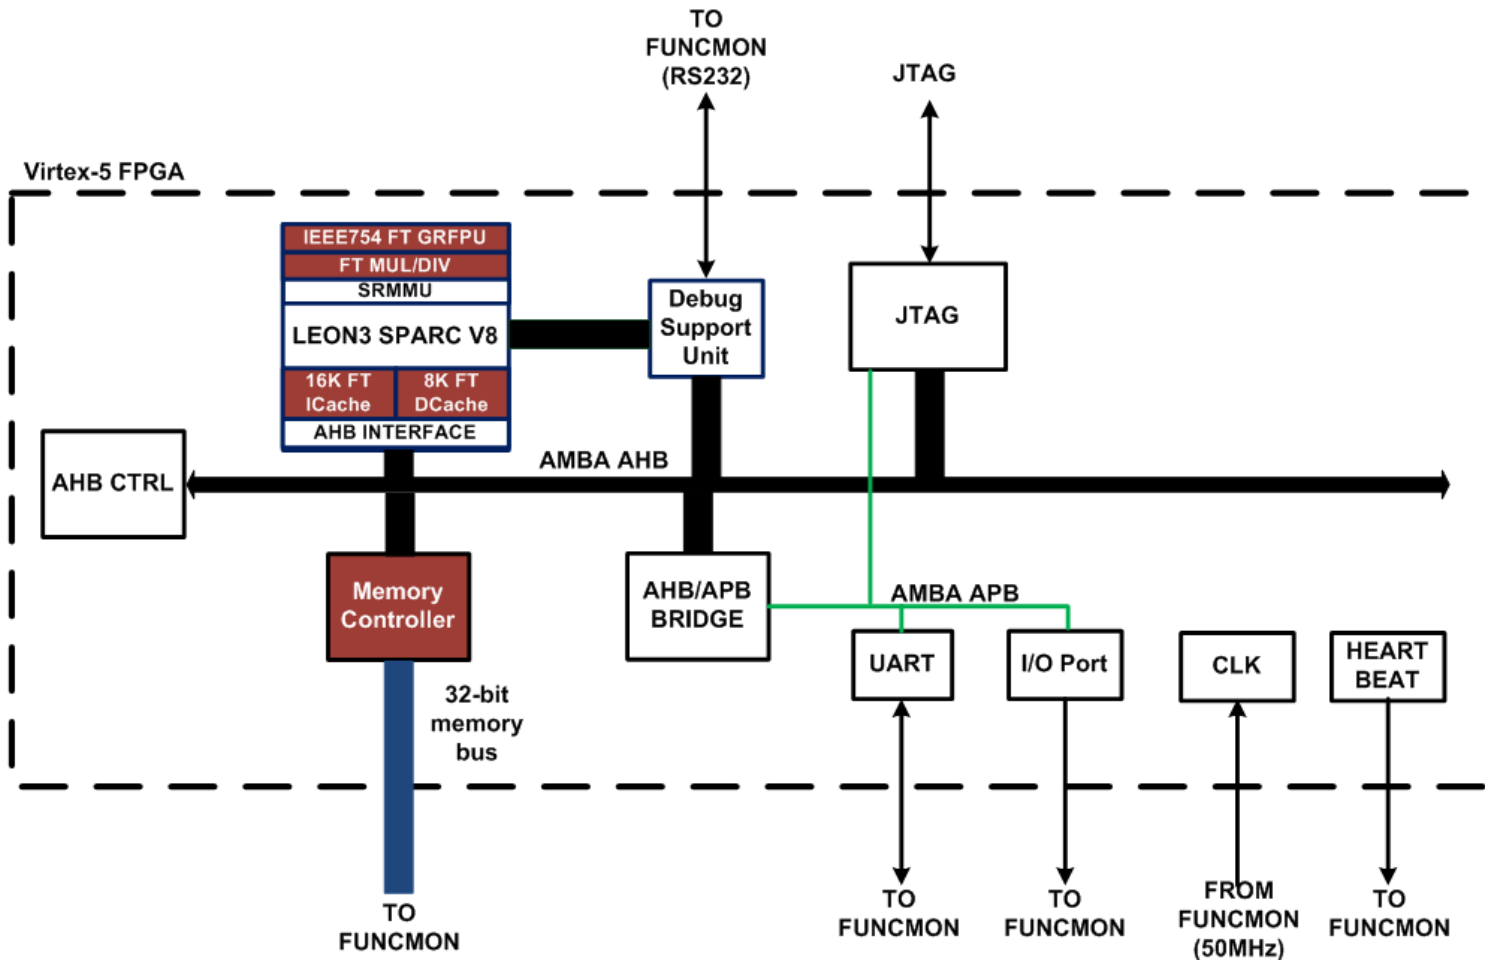 TO
FUNCMON
(RS232)
JTAG
Virtex-5 FPGA
IEEE754 FT GRFPU
FT MUL/DIV
SRMMU
LEON3 SPARC V8
16K FT
ICache
8K FT
DCache
AHB INTERFACE
Debug
Support
Unit
JTAG
AHB CTRL
AMBA AHB
Memory
Controller
AHB/APB
BRIDGE
AMBA APB
UART
I/O Port
CLK
HEART
BEAT
32-bit
memory
bus
TO
FUNCMON
TO
FUNCMON
TO
FUNCMON
FROM
FUNCMON
(50MHz)
TO
FUNCMON